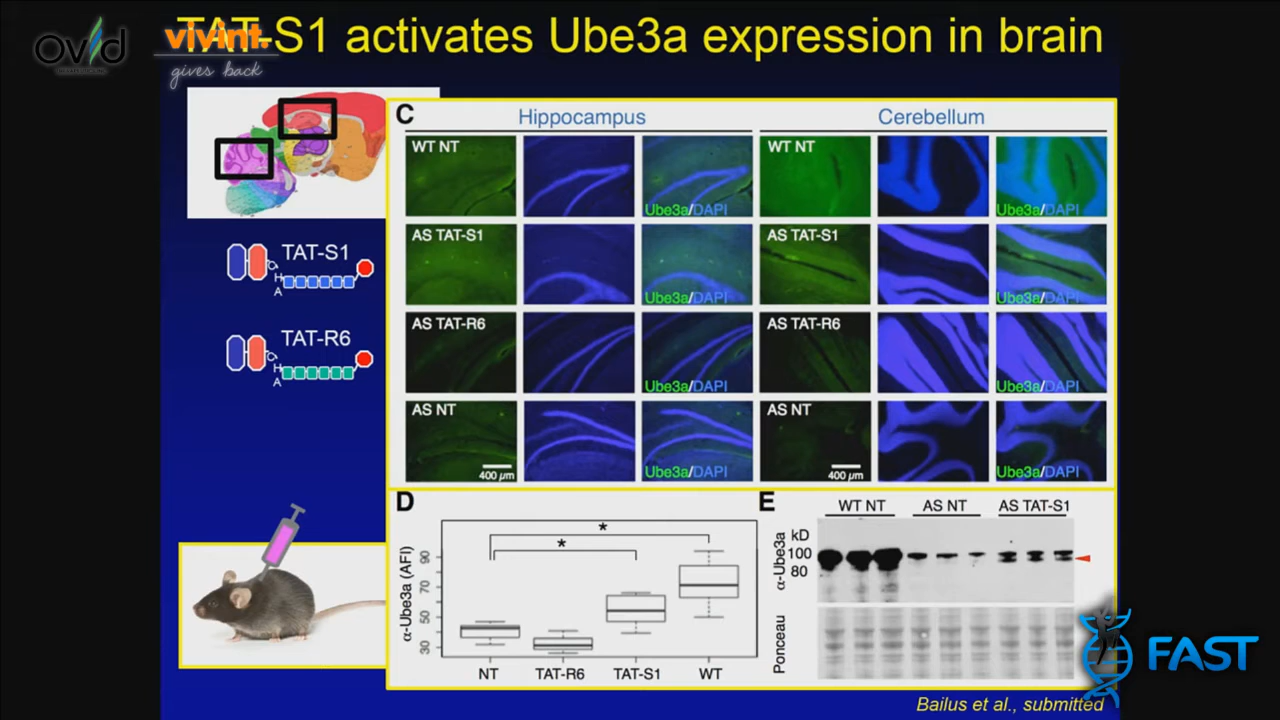 TAT-S1 activates Ube3a expression in brain
ovid
THERAPEUTICS INC
vivint.
gives back
C
Hippocampus
Cerebellum
WT NT
Ube3a/DAPI
WT NT
Ube3a/DAPI
AS TAT-S1
Ube3a/DAPI
AS TAT-S1
Ube3a/DAPI
AS TAT-R6
Ube3a/DAPI
AS TAT-R6
Ube3a/DAPI
AS NT
400 µm
Ube3a/DAPI
AS NT
400 µm
Ube3a/DAPI
TAT-S1
HA
TAT-R6
HA
D
α-Ube3a (AFI)
90
70
50
30
*
*
NT TAT-R6 TAT-S1 WT
E
WT NT AS NT AS TAT-S1
α-Ube3a
kD
100
80
Ponceau
FAST
Bailus et al., submitted